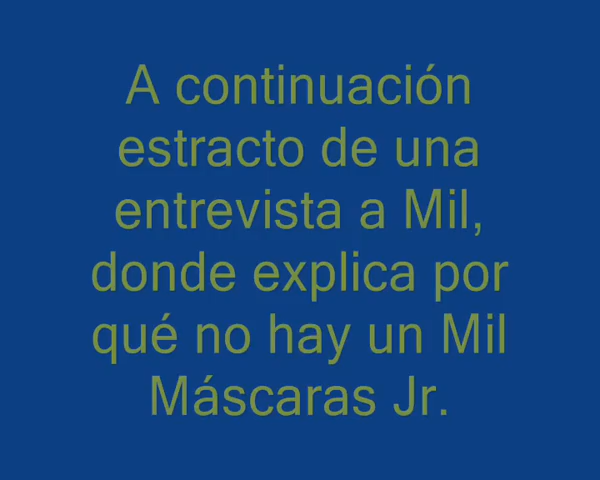 A continuación
estracto de una
entrevista a Mil,
donde explica por
qué no hay un Mil
Máscaras Jr.